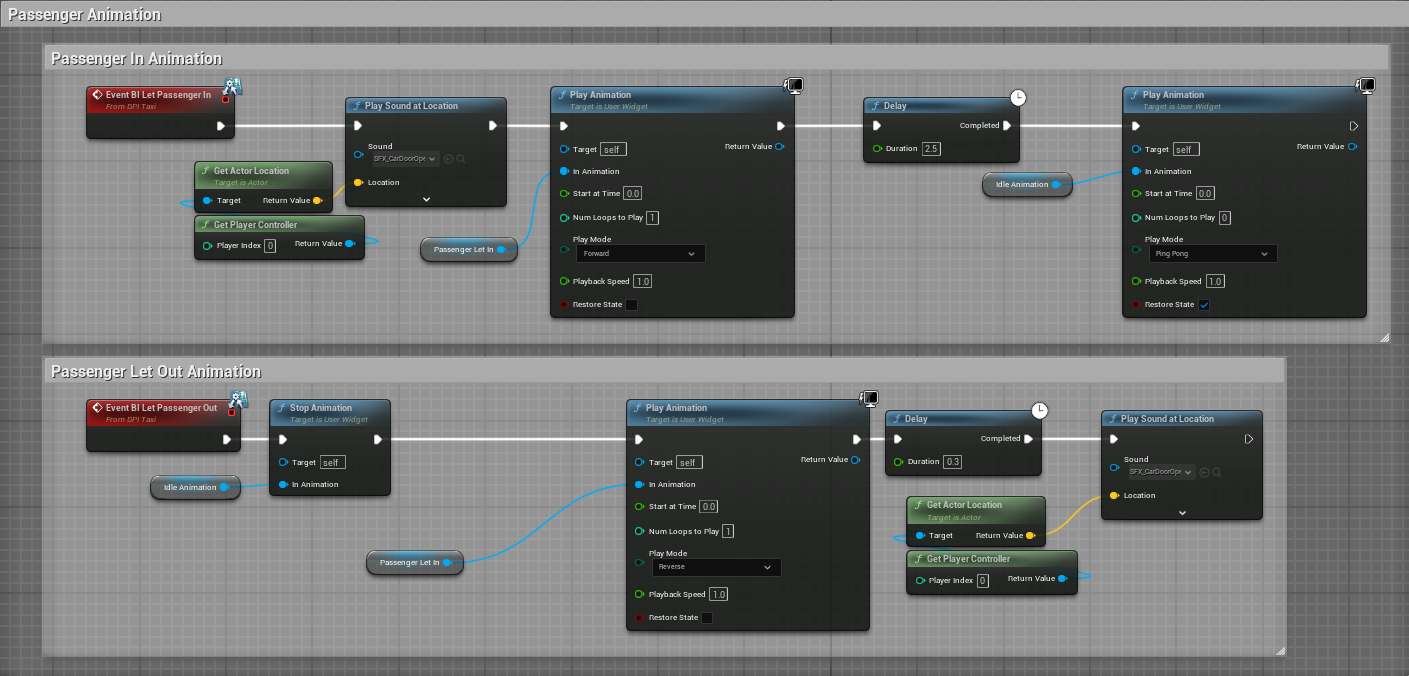 Passenger Animation
Passenger In Animation
Event BI Let Passenger In
From DPI Taxi
Get Actor Location
Target is Actor
Target
Return Value
Get Player Controller
Player Index 0
Return Value
Play Sound at Location
Sound
SFX_CarDoorOpe
Location
Passenger Let In
Play Animation
Target is User Widget
Target self
Return Value
In Animation
Start at Time 0.0
Num Loops to Play 1
Play Mode
Forward
Playback Speed 1.0
Restore State
Delay
Completed
Duration 2.5
Idle Animation
Play Animation
Target is User Widget
Target self
Return Value
In Animation
Start at Time 0.0
Num Loops to Play 0
Play Mode
Ping Pong
Playback Speed 1.0
Restore State
Passenger Let Out Animation
Event BI Let Passenger Out
From DPI Taxi
Idle Animation
Stop Animation
Target is User Widget
Target self
In Animation
Passenger Let In
Play Animation
Target is User Widget
Target self
Return Value
In Animation
Start at Time 0.0
Num Loops to Play 1
Play Mode
Reverse
Playback Speed 1.0
Restore State
Delay
Completed
Duration 0.3
Get Actor Location
Target is Actor
Target
Return Value
Get Player Controller
Player Index 0
Return Value
Play Sound at Location
Sound
SFX_CarDoorOpe
Location